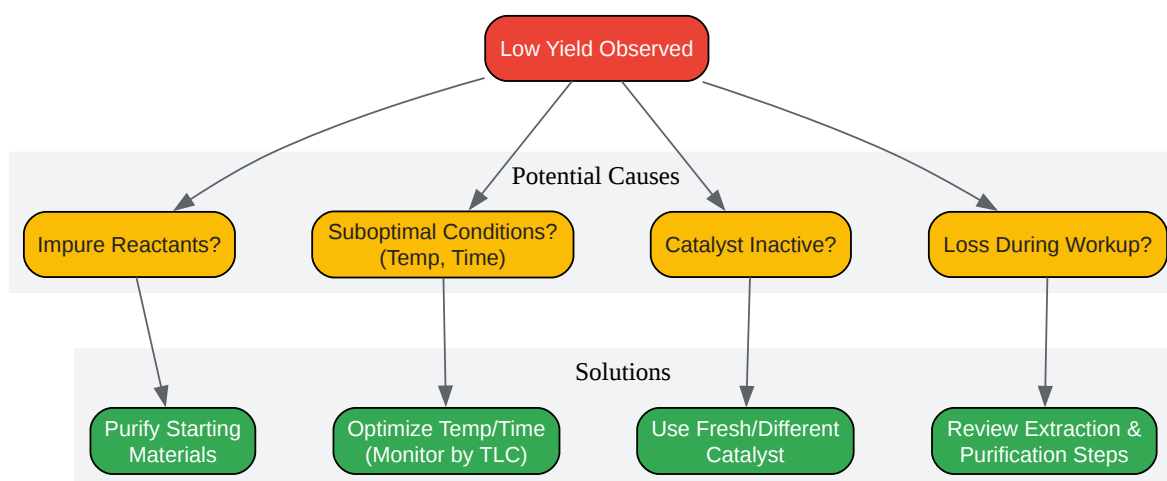 Low Yield Observed
Potential Causes
Impure Reactants?
Suboptimal Conditions?
(Temp, Time)
Catalyst Inactive?
Loss During Workup?
Solutions
Purify Starting
Materials
Optimize Temp/Time
(Monitor by TLC)
Use Fresh/Different
Catalyst
Review Extraction &
Purification Steps